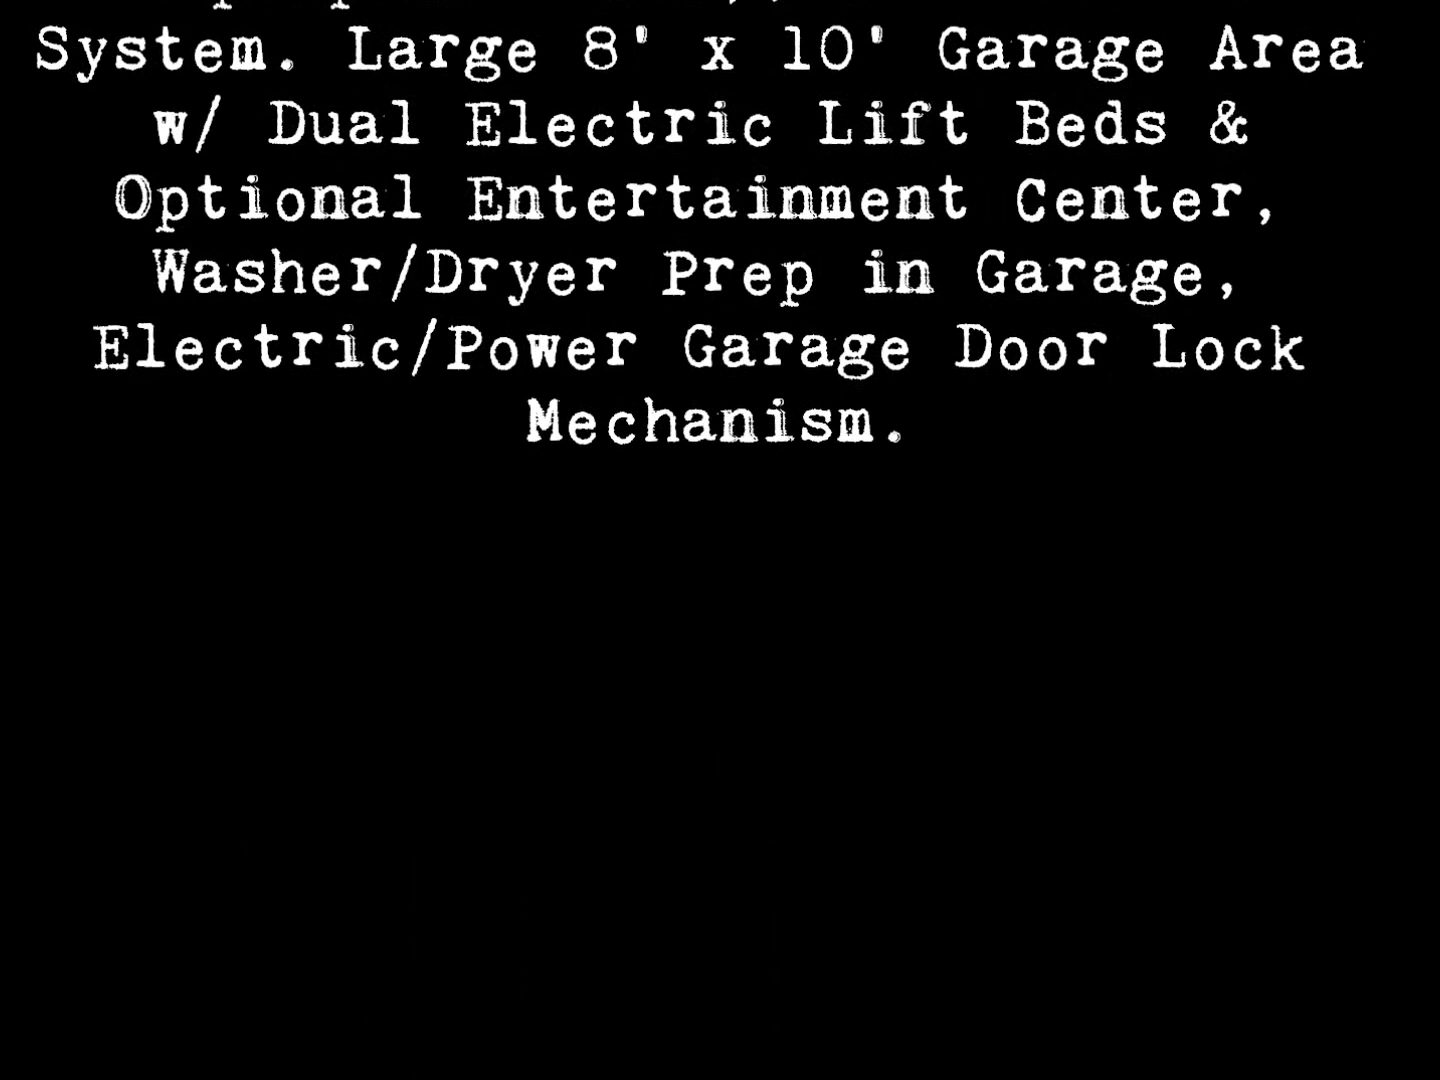 System. Large 8' x 10' Garage Area
w/ Dual Electric Lift Beds &
Optional Entertainment Center,
Washer/Dryer Prep in Garage,
Electric/Power Garage Door Lock
Mechanism.